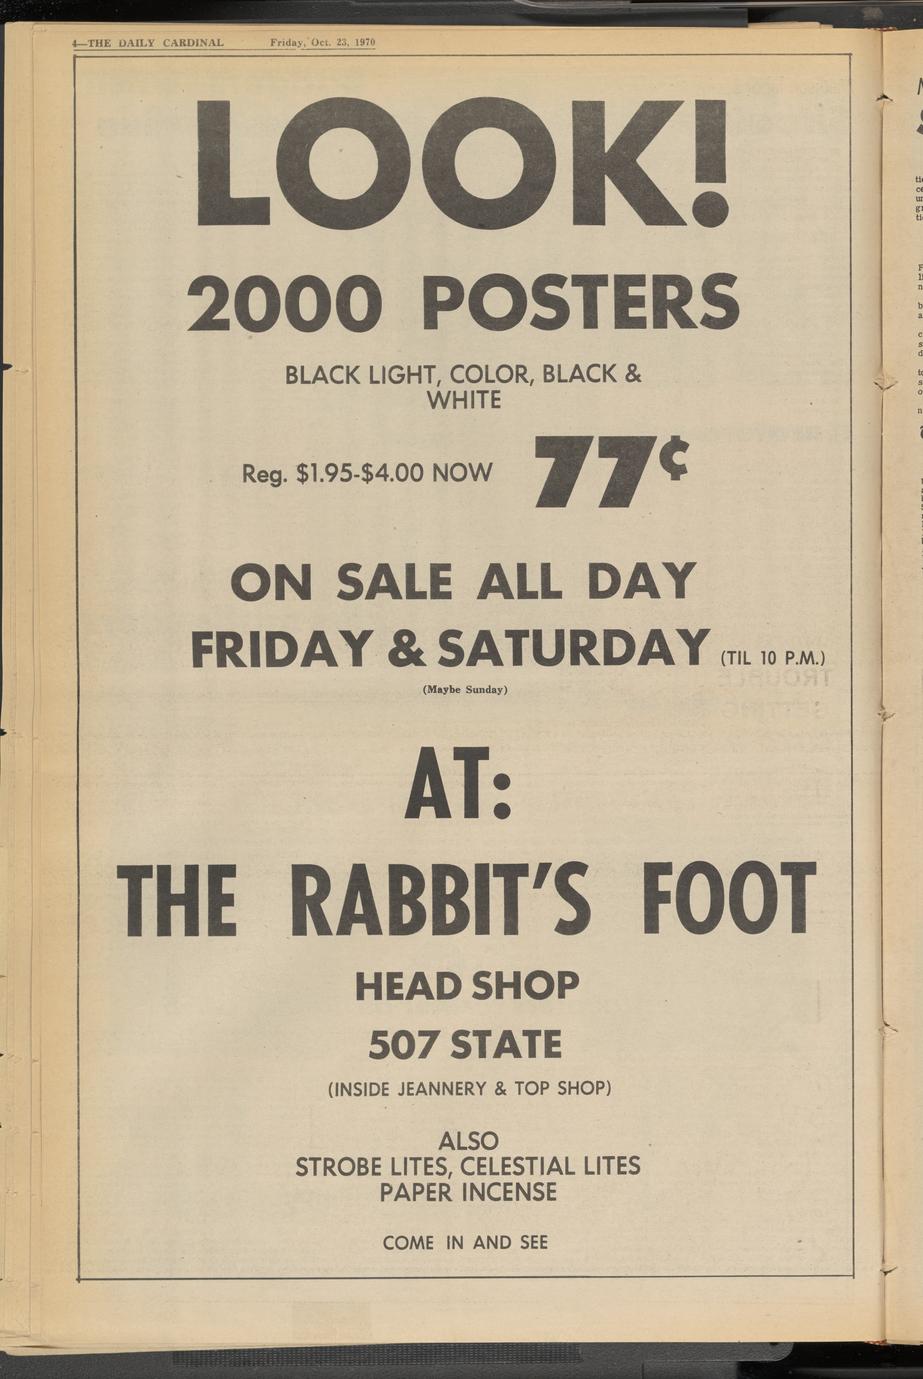 4—THE DAILY CARDINAL Friday, Oct. 23, 1970
LOOK!
2000 POSTERS
BLACK LIGHT, COLOR, BLACK &
WHITE
Reg. $1.95-$4.00 NOW 77¢
ON SALE ALL DAY
FRIDAY & SATURDAY (TIL 10 P.M.)
(Maybe Sunday)
AT:
THE RABBIT'S FOOT
HEAD SHOP
507 STATE
(INSIDE JEANNERY & TOP SHOP)
ALSO
STROBE LITES, CELESTIAL LITES
PAPER INCENSE
COME IN AND SEE